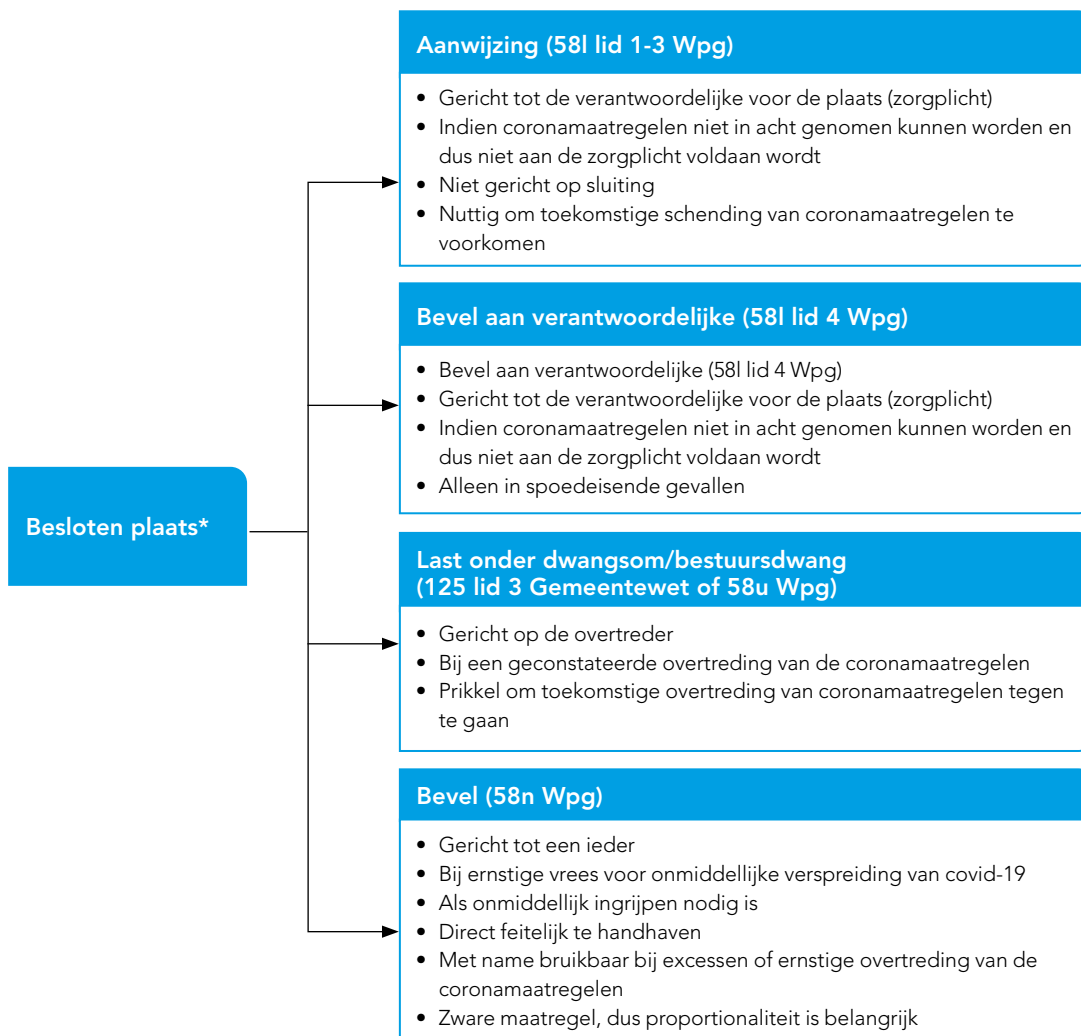 Besloten plaats*
Aanwijzing (58l lid 1-3 Wpg)
• Gericht tot de verantwoordelijke voor de plaats (zorgplicht)
• Indien coronamaatregelen niet in acht genomen kunnen worden en
dus niet aan de zorgplicht voldaan wordt
• Niet gericht op sluiting
• Nuttig om toekomstige schending van coronamaatregelen te
voorkomen
Bevel aan verantwoordelijke (58l lid 4 Wpg)
• Bevel aan verantwoordelijke (58l lid 4 Wpg)
• Gericht tot de verantwoordelijke voor de plaats (zorgplicht)
• Indien coronamaatregelen niet in acht genomen kunnen worden en
dus niet aan de zorgplicht voldaan wordt
• Alleen in spoedeisende gevallen
Last onder dwangsom/bestuursdwang
(125 lid 3 Gemeentewet of 58u Wpg)
• Gericht op de overtreder
• Bij een geconstateerde overtreding van de coronamaatregelen
• Prikkel om toekomstige overtreding van coronamaatregelen tegen
te gaan
Bevel (58n Wpg)
• Gericht tot een ieder
• Bij ernstige vrees voor onmiddellijke verspreiding van covid-19
• Als onmiddellijk ingrijpen nodig is
• Direct feitelijk te handhaven
• Met name bruikbaar bij excessen of ernstige overtreding van de
coronamaatregelen
• Zware maatregel, dus proportionaliteit is belangrijk